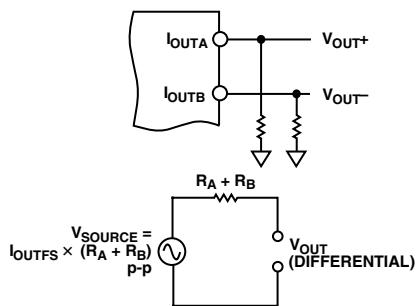 IOUTA
VOUT+
IOUTB
VOUT–
RA + RB
VSOURCE =
IOUTFS × (RA + RB)
p-p
VOUT
(DIFFERENTIAL)